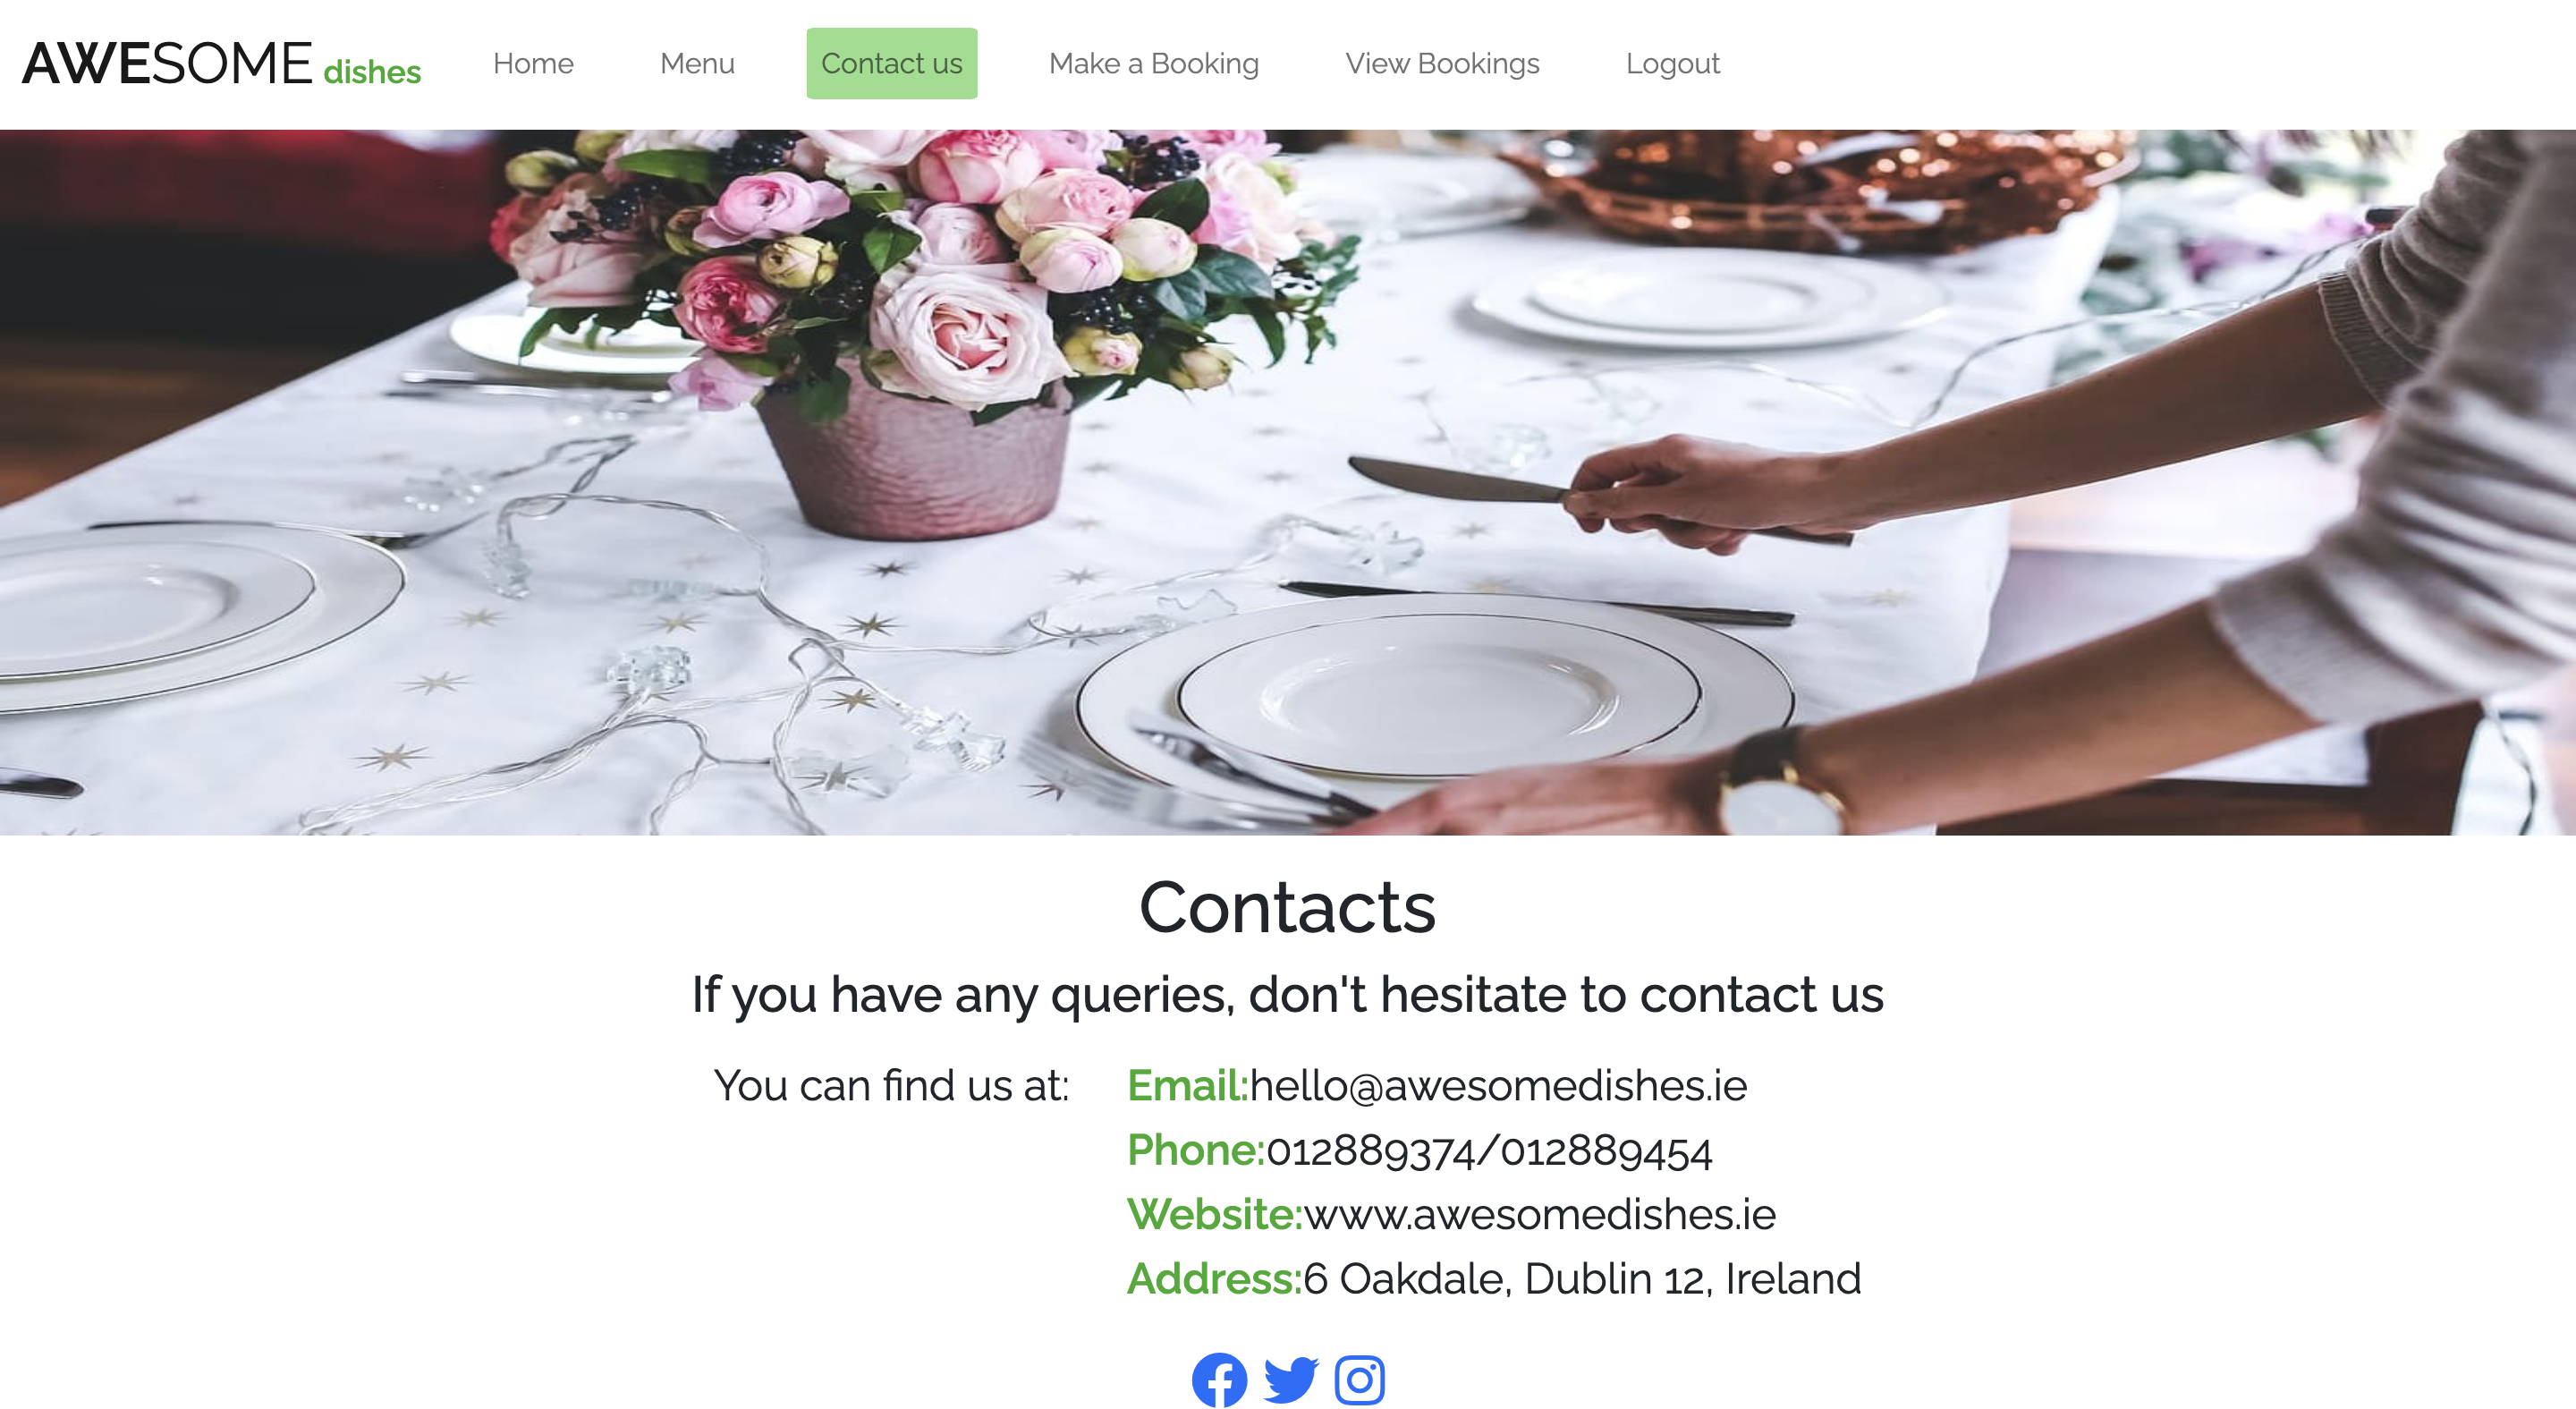 AWESOME dishes Home Menu Contact us Make a Booking View Bookings Logout
Contacts
If you have any queries, don't hesitate to contact us
You can find us at: Email:hello@awesomedishes.ie
Phone:012889374/012889454
Website:www.awesomedishes.ie
Address:6 Oakdale, Dublin 12, Ireland